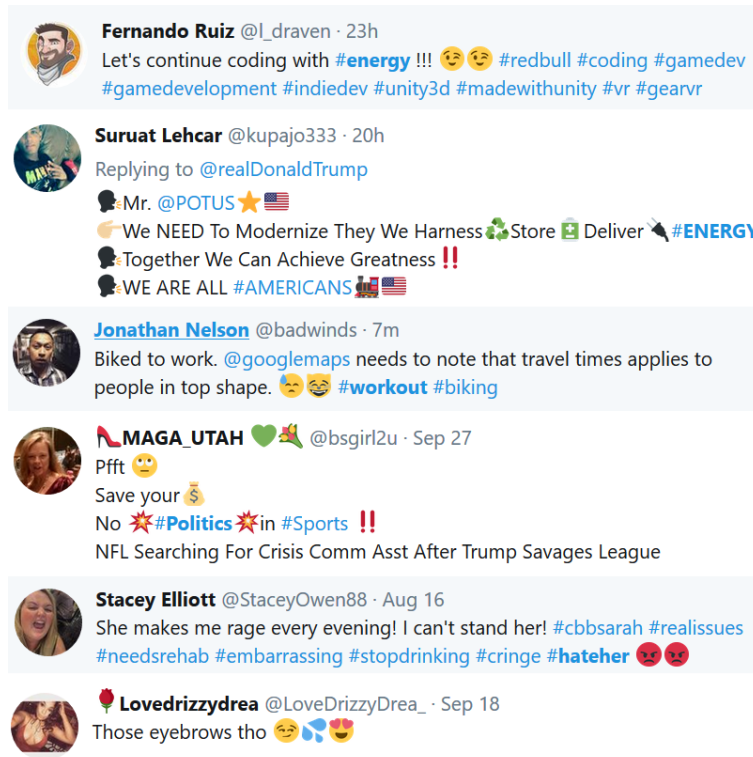 Fernando Ruiz @l_draven · 23h
Let's continue coding with #energy !!! 😉😉 #redbull #coding #gamedev
#gamedevelopment #indiedev #unity3d #madewithunity #vr #gearvr
Suruat Lehcar @kupajo333 · 20h
Replying to @realDonaldTrump
🗣Mr. @POTUS⭐🇺🇸
👉🏻We NEED To Modernize They We Harness♻Store🔋Deliver🔌#ENERGY
🗣Together We Can Achieve Greatness‼
🗣WE ARE ALL #AMERICANS🚂🇺🇸
Jonathan Nelson @badwinds · 7m
Biked to work. @googlemaps needs to note that travel times applies to
people in top shape. 😓😸 #workout #biking
👠MAGA_UTAH 💚💐 @bsgirl2u · Sep 27
Pfft 🙄
Save your💰
No 💥#Politics💥in #Sports ‼
NFL Searching For Crisis Comm Asst After Trump Savages League
Stacey Elliott @StaceyOwen88 · Aug 16
She makes me rage every evening! I can't stand her! #cbbsarah #realissues
#needsrehab #embarrassing #stopdrinking #cringe #hateher 😡😡
🌹Lovedrizzydrea @LoveDrizzyDrea_ · Sep 18
Those eyebrows tho 😏💦😍